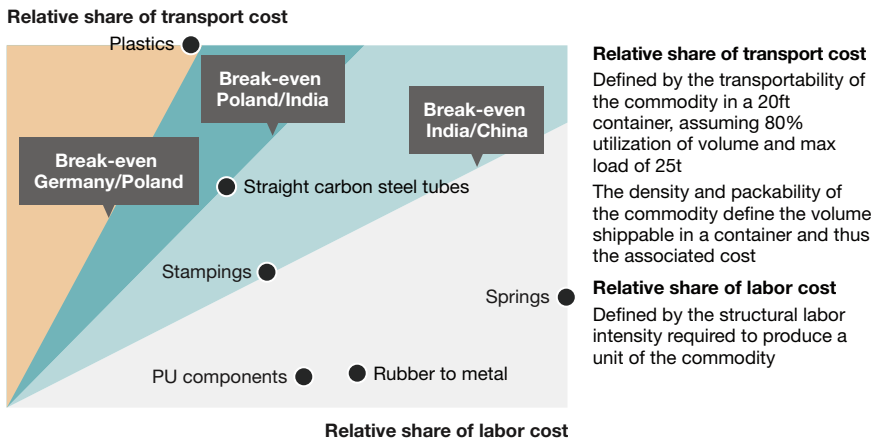 Relative share of transport cost
Plastics
Break-even
Poland/India
Break-even
India/China
Break-even
Germany/Poland
Straight carbon steel tubes
Stampings
Springs
PU components
Rubber to metal
Relative share of labor cost
Relative share of transport cost
Defined by the transportability of
the commodity in a 20ft
container, assuming 80%
utilization of volume and max
load of 25t
The density and packability of
the commodity define the volume
shippable in a container and thus
the associated cost
Relative share of labor cost
Defined by the structural labor
intensity required to produce a
unit of the commodity